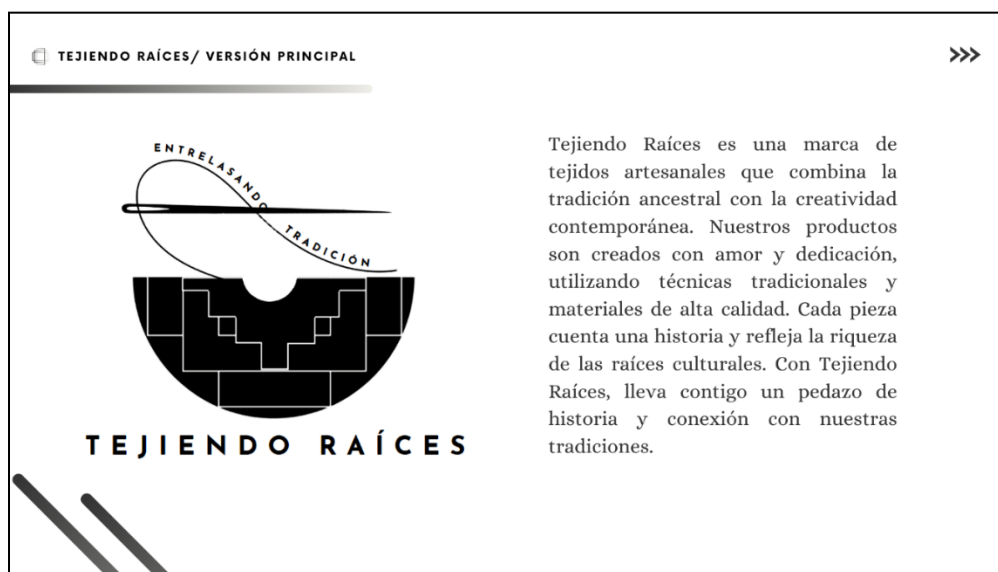 TEJIENDO RAÍCES/ VERSIÓN PRINCIPAL
>>>
ENTRELASANDO
TRADICIÓN
TEJIENDO RAÍCES
Tejiendo Raíces es una marca de
tejidos artesanales que combina la
tradición ancestral con la creatividad
contemporánea. Nuestros productos
son creados con amor y dedicación,
utilizando técnicas tradicionales y
materiales de alta calidad. Cada pieza
cuenta una historia y refleja la riqueza
de las raíces culturales. Con Tejiendo
Raíces, lleva contigo un pedazo de
historia y conexión con nuestras
tradiciones.